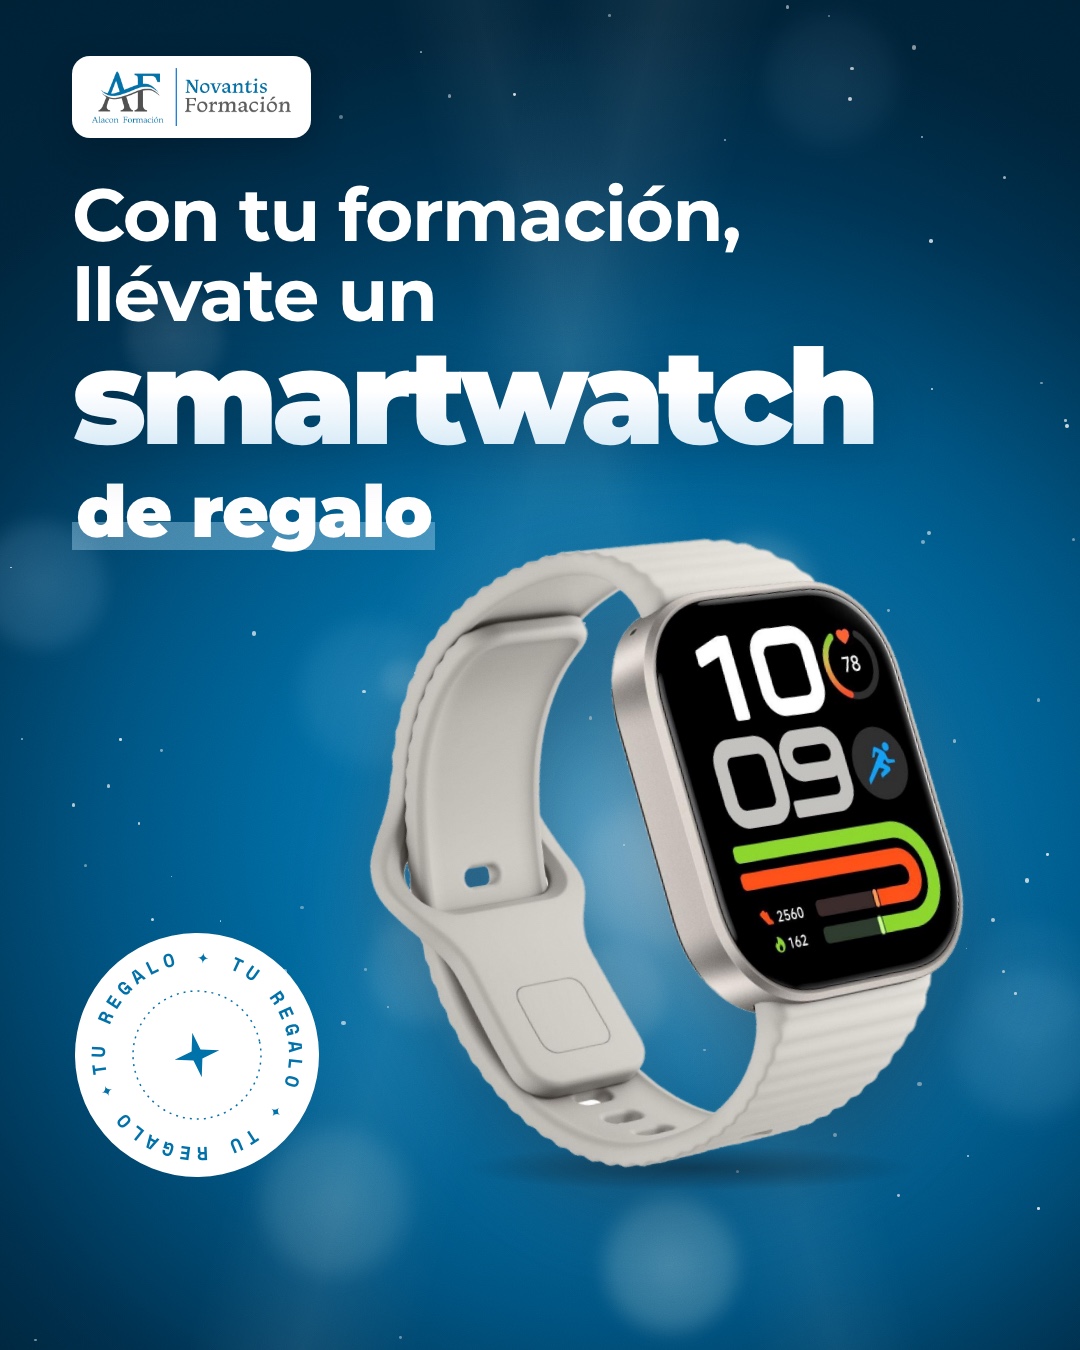 AF
Alacon Formación
Novantis
Formación
Con tu formación,
llévate un
smartwatch
de regalo
10
78
09
2560
162
TU REGALO ✦ TU REGALO ✦ TU REGALO ✦